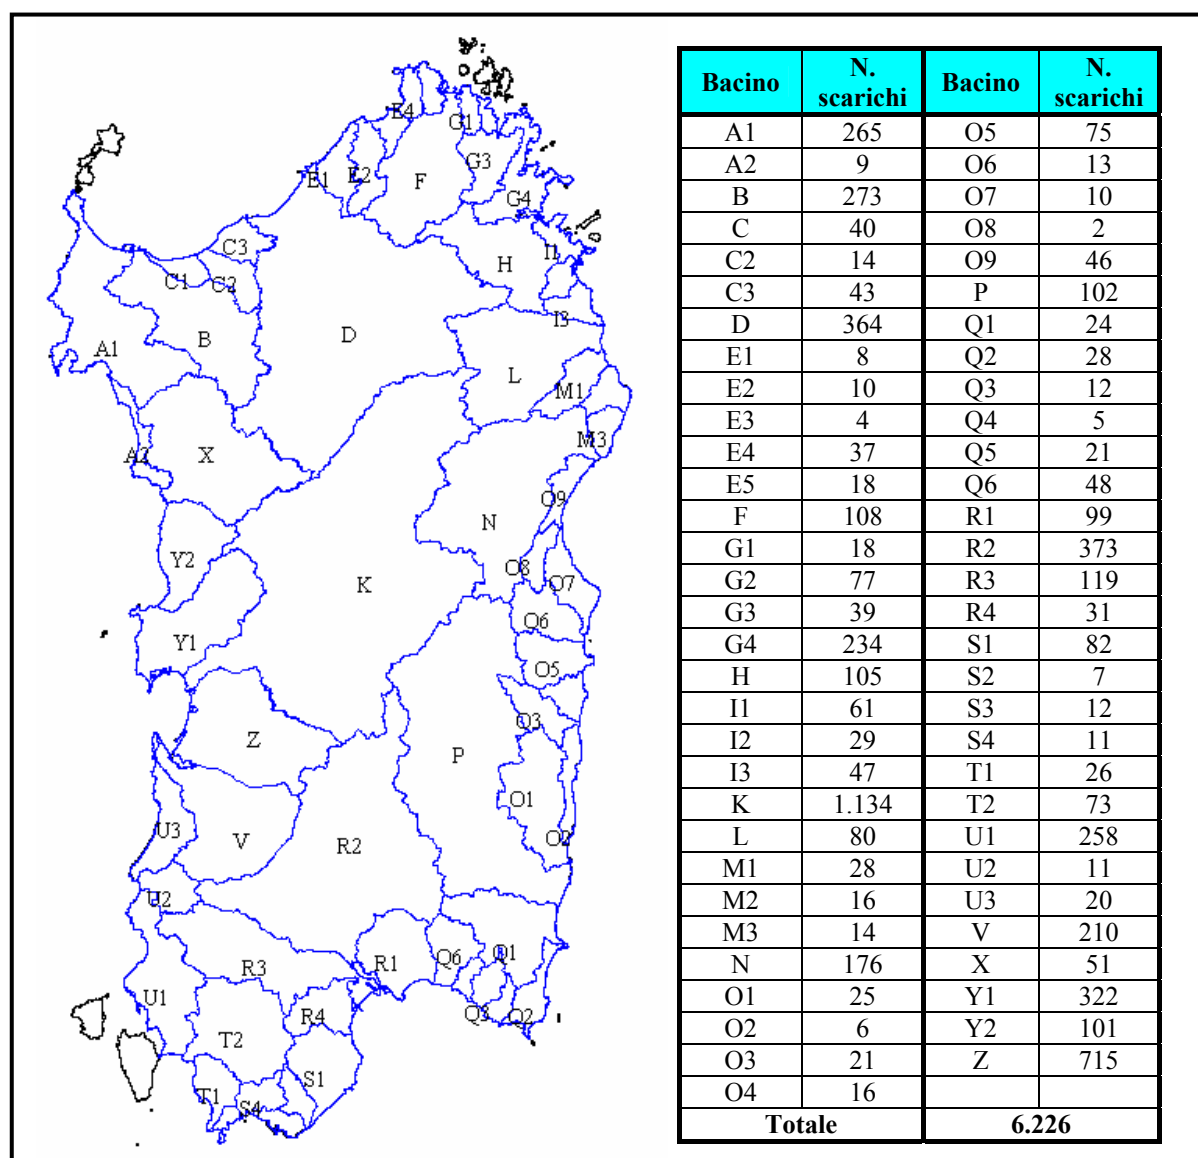 E4
G1
G3
E1
E2
F
G4
C3
I1
H
C1
C2
I3
B
D
A1
L
M1
M3
A2
X
O9
N
Y2
O8
O7
K
Q6
Y1
O5
Q3
Z
P
O1
U3
V
R2
O2
U2
Q1
R3
R1
Q6
U1
R4
Q3
Q2
T2
S1
T1
S4
Bacino N. scarichi Bacino N. scarichi
A1 265 O5 75
A2 9 O6 13
B 273 O7 10
C 40 O8 2
C2 14 O9 46
C3 43 P 102
D 364 Q1 24
E1 8 Q2 28
E2 10 Q3 12
E3 4 Q4 5
E4 37 Q5 21
E5 18 Q6 48
F 108 R1 99
G1 18 R2 373
G2 77 R3 119
G3 39 R4 31
G4 234 S1 82
H 105 S2 7
I1 61 S3 12
I2 29 S4 11
I3 47 T1 26
K 1.134 T2 73
L 80 U1 258
M1 28 U2 11
M2 16 U3 20
M3 14 V 210
N 176 X 51
O1 25 Y1 322
O2 6 Y2 101
O3 21 Z 715
O4 16
Totale 6.226